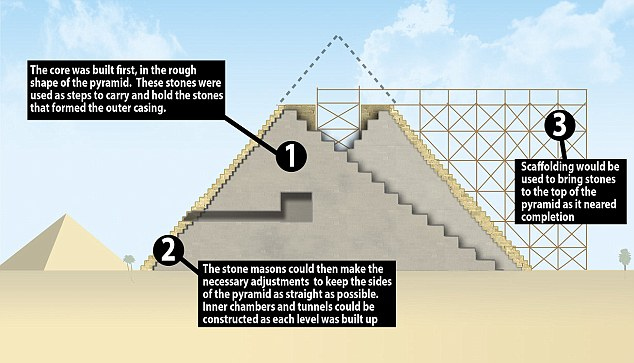 The core was built first, in the rough
shape of the pyramid. These stones were
used as steps to carry and hold the stones
that formed the outer casing.
1
3
Scaffolding would be
used to bring stones
to the top of the
pyramid as it neared
completion
2
The stone masons could then make the
necessary adjustments to keep the sides
of the pyramid as straight as possible.
Inner chambers and tunnels could be
constructed as each level was built up